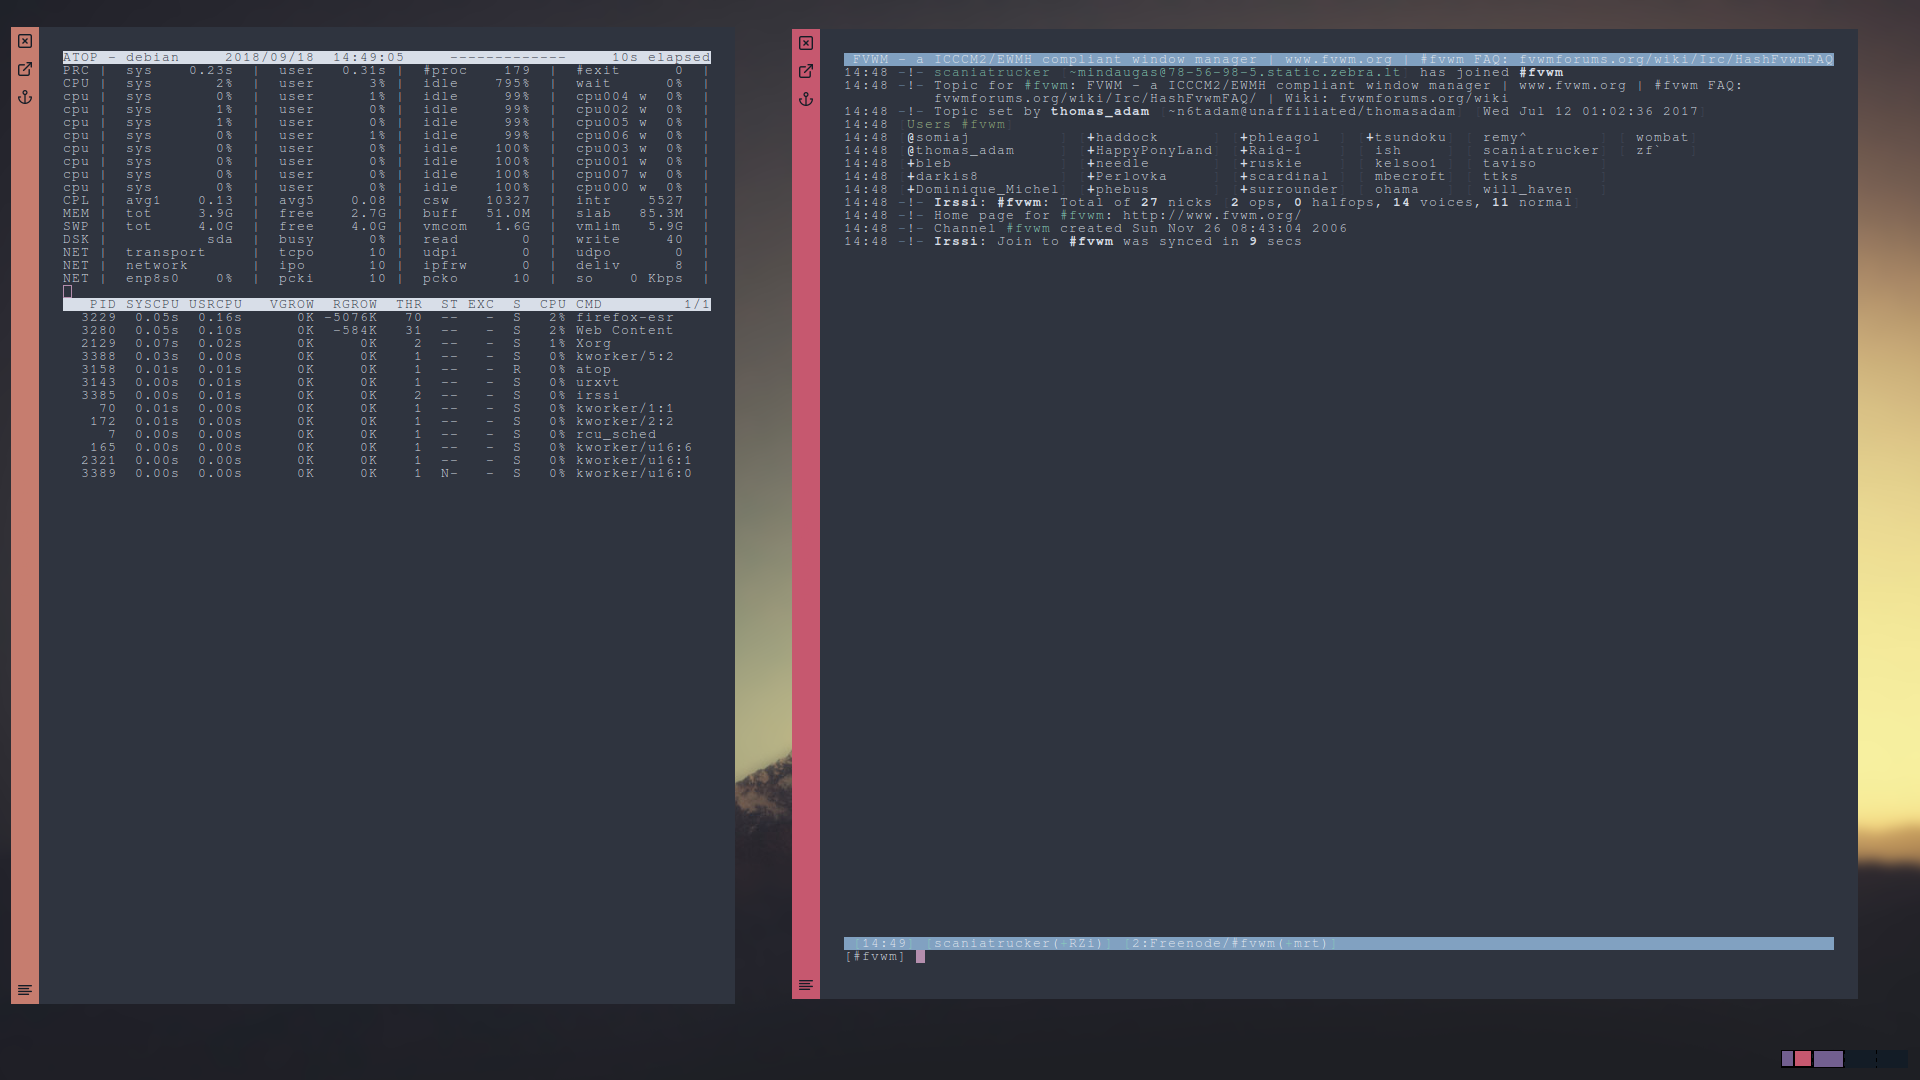 ATOP - debian 2018/09/18 14:49:05 ------------- 10s elapsed
PRC | sys 0.23s | user 0.31s | #proc 179 | #exit 0 |
CPU | sys 2% | user 3% | idle 795% | wait 0% |
cpu | sys 0% | user 1% | idle 99% | cpu004 w 0% |
cpu | sys 1% | user 0% | idle 99% | cpu002 w 0% |
cpu | sys 1% | user 0% | idle 99% | cpu005 w 0% |
cpu | sys 0% | user 1% | idle 99% | cpu006 w 0% |
cpu | sys 0% | user 0% | idle 100% | cpu003 w 0% |
cpu | sys 0% | user 0% | idle 100% | cpu001 w 0% |
cpu | sys 0% | user 0% | idle 100% | cpu007 w 0% |
cpu | sys 0% | user 0% | idle 100% | cpu000 w 0% |
CPL | avg1 0.13 | avg5 0.08 | csw 10327 | intr 5527 |
MEM | tot 3.9G | free 2.7G | buff 51.0M | slab 85.3M |
SWP | tot 4.0G | free 4.0G | vmcom 1.6G | vmlim 5.9G |
DSK | sda | busy 0% | read 0 | write 40 |
NET | transport | tcpo 10 | udpi 0 | udpo 0 |
NET | network | ipo 10 | ipfrw 0 | deliv 8 |
NET | enp8s0 0% | pcki 10 | pcko 10 | so 0 Kbps |
PID SYSCPU USRCPU VGROW RGROW THR ST EXC S CPU CMD 1/1
3229 0.05s 0.16s 0K -5076K 70 -- - S 2% firefox-esr
3280 0.05s 0.10s 0K -584K 31 -- - S 2% Web Content
2129 0.07s 0.02s 0K 0K 2 -- - S 1% Xorg
3388 0.03s 0.00s 0K 0K 1 -- - S 0% kworker/5:2
3158 0.01s 0.01s 0K 0K 1 -- - R 0% atop
3143 0.00s 0.01s 0K 0K 1 -- - S 0% urxvt
3385 0.00s 0.01s 0K 0K 2 -- - S 0% irssi
70 0.01s 0.00s 0K 0K 1 -- - S 0% kworker/1:1
172 0.01s 0.00s 0K 0K 1 -- - S 0% kworker/2:2
7 0.00s 0.00s 0K 0K 1 -- - S 0% rcu_sched
165 0.00s 0.00s 0K 0K 1 -- - S 0% kworker/u16:6
2321 0.00s 0.00s 0K 0K 1 -- - S 0% kworker/u16:1
3389 0.00s 0.00s 0K 0K 1 N- - S 0% kworker/u16:0
FVWM - a ICCCM2/EWMH compliant window manager | www.fvwm.org | #fvwm FAQ: fvwmforums.org/wiki/Irc/HashFvwmFAQ
14:48 -!- scaniatrucker [~mindaugas@78-56-98-5.static.zebra.lt] has joined #fvwm
14:48 -!- Topic for #fvwm: FVWM - a ICCCM2/EWMH compliant window manager | www.fvwm.org | #fvwm FAQ:
fvwmforums.org/wiki/Irc/HashFvwmFAQ/ | Wiki: fvwmforums.org/wiki
14:48 -!- Topic set by thomas_adam [~n6tadam@unaffiliated/thomasadam] [Wed Jul 12 01:02:36 2017]
14:48 [Users #fvwm]
14:48 [@somiaj ] [+haddock ] [+phleagol ] [+tsundoku] [ remy^ ] [ wombat]
14:48 [@thomas_adam ] [+HappyPonyLand] [+Raid-1 ] [ ish ] [ scaniatrucker] [ zf` ]
14:48 [+bleb ] [+needle ] [+ruskie ] [ kelsoo1 ] [ taviso ]
14:48 [+darkis8 ] [+Perlovka ] [+scardinal ] [ mbecroft] [ ttks ]
14:48 [+Dominique_Michel] [+phebus ] [+surrounder] [ ohama ] [ will_haven ]
14:48 -!- Irssi: #fvwm: Total of 27 nicks [2 ops, 0 halfops, 14 voices, 11 normal]
14:48 -!- Home page for #fvwm: http://www.fvwm.org/
14:48 -!- Channel #fvwm created Sun Nov 26 08:43:04 2006
14:48 -!- Irssi: Join to #fvwm was synced in 9 secs
[14:49] [scaniatrucker(+RZi)] [2:Freenode/#fvwm(+mrt)]
[#fvwm]